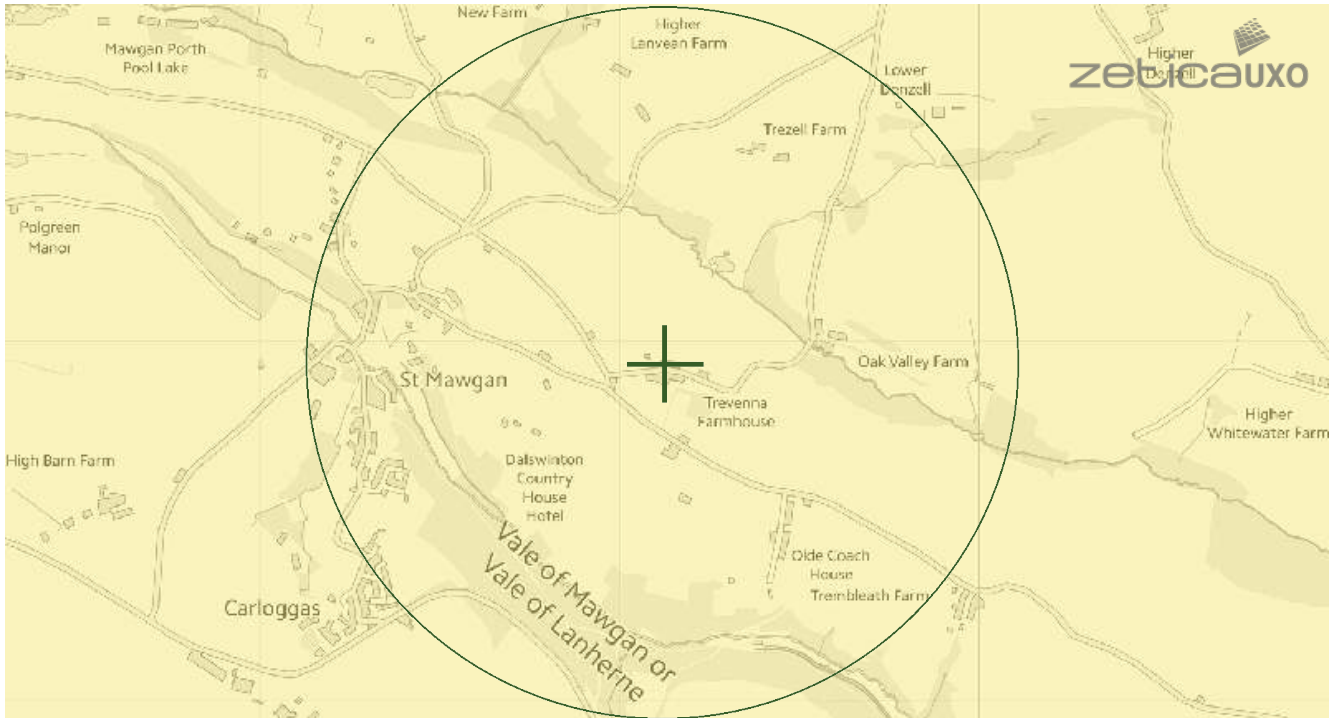 New Farm
Higher
Lanvean Farm
Mawgan Porth
Pool Lake
Higher
Denzell
zeticauxo
Lower
Denzell
Trezell Farm
Polgreen
Manor
Oak Valley Farm
St Mawgan
Trevenna
Farmhouse
Higher
Whitewater Farm
High Barn Farm
Dalswinton
Country
House
Hotel
Vale of Mawgan or
Vale of Lanherne
Olde Coach
House
Trembleath Farm
Carloggas